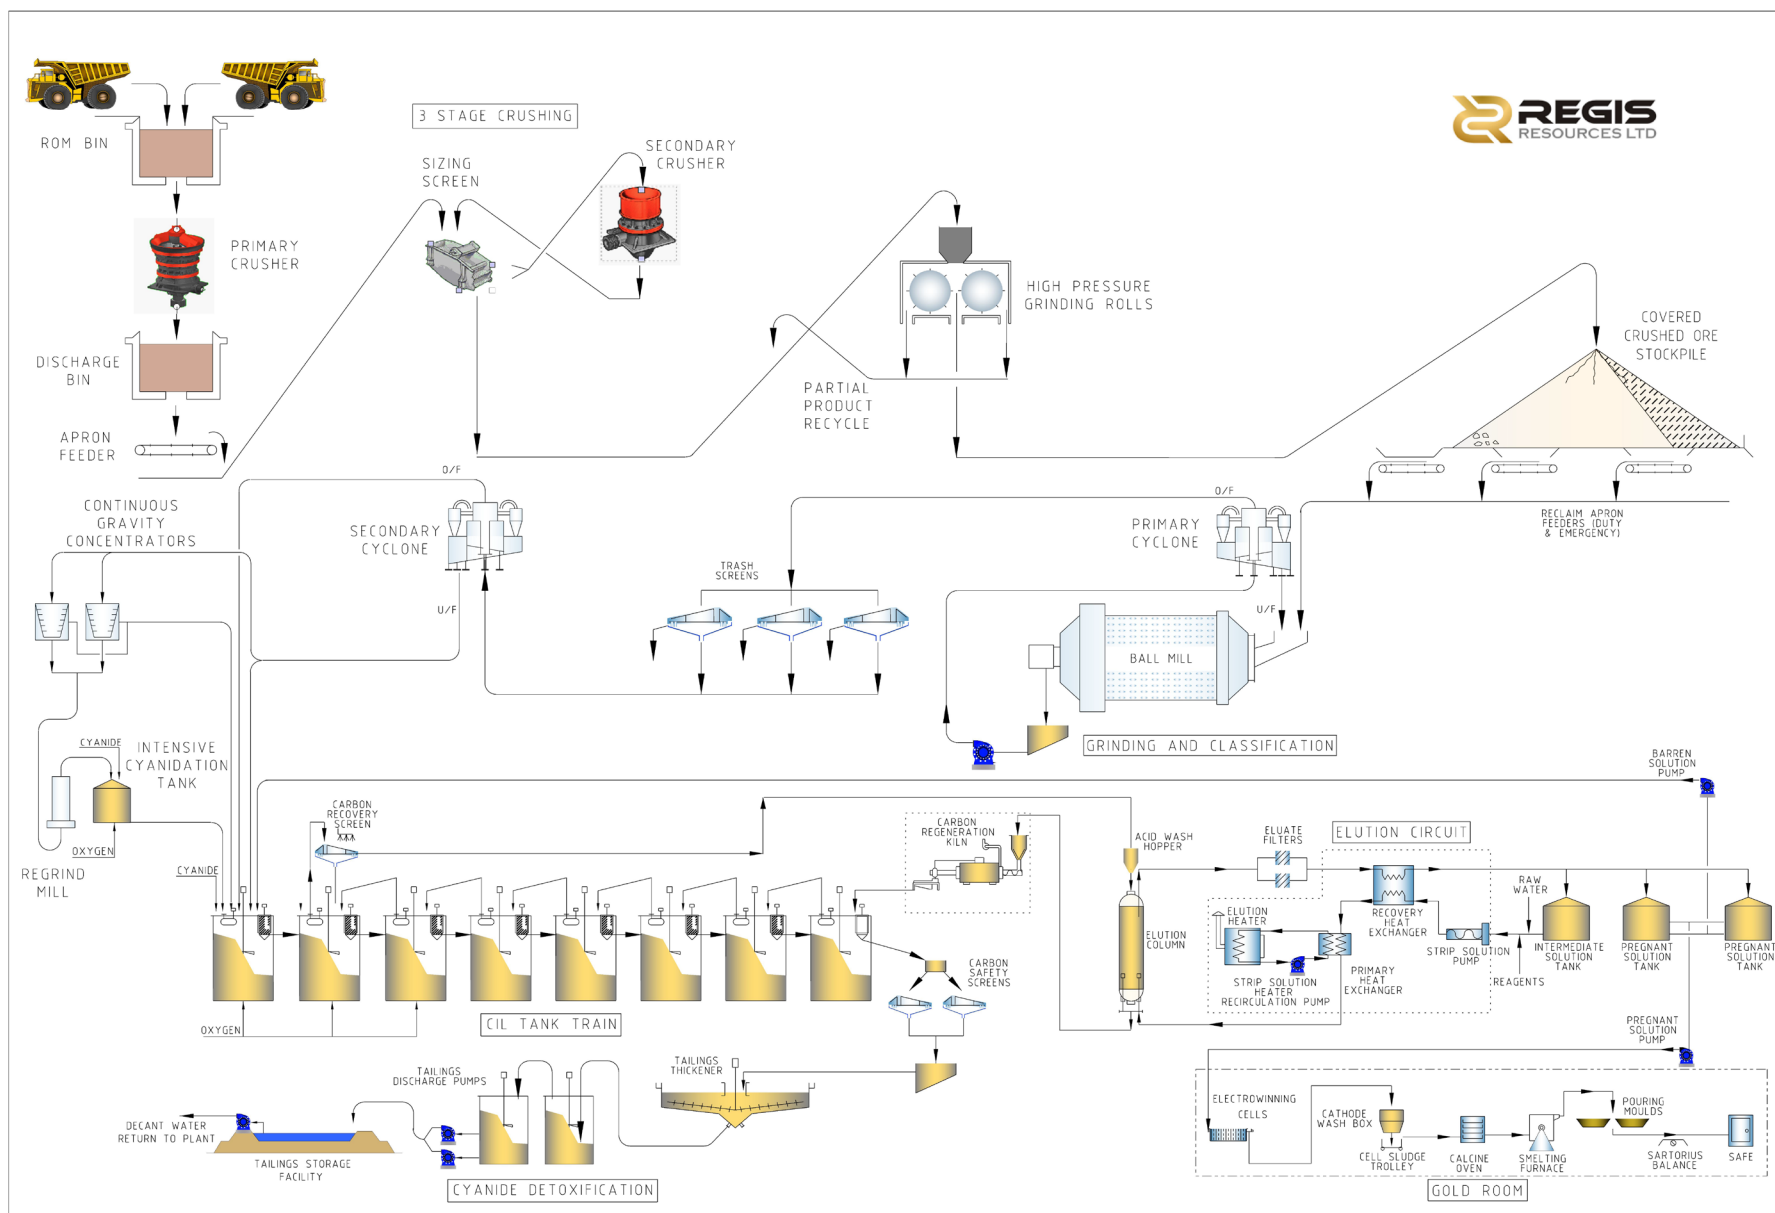 REGIS
RESOURCES LTD
3 STAGE CRUSHING
ROM BIN
SIZING
SCREEN
SECONDARY
CRUSHER
PRIMARY
CRUSHER
HIGH PRESSURE
GRINDING ROLLS
COVERED
CRUSHED ORE
STOCKPILE
DISCHARGE
BIN
PARTIAL
PRODUCT
RECYCLE
APRON
FEEDER
O/F
CONTINUOUS
GRAVITY
CONCENTRATORS
SECONDARY
CYCLONE
O/F
PRIMARY
CYCLONE
RECLAIM APRON
FEEDERS (DUTY
& EMERGENCY)
TRASH
SCREENS
U/F
U/F
BALL MILL
GRINDING AND CLASSIFICATION
CYANIDE
INTENSIVE
CYANIDATION
TANK
BARREN
SOLUTION
PUMP
OXYGEN
REGRIND
MILL
CYANIDE
CARBON
RECOVERY
SCREEN
CARBON
REGENERATION
KILN
ACID WASH
HOPPER
ELUATE
FILTERS
ELUTION CIRCUIT
RAW
WATER
ELUTION
HEATER
RECOVERY
HEAT
EXCHANGER
ELUTION
COLUMN
STRIP SOLUTION
PUMP
INTERMEDIATE
SOLUTION
TANK
PREGNANT
SOLUTION
TANK
PREGNANT
SOLUTION
TANK
CARBON
SAFETY
SCREENS
STRIP SOLUTION
HEATER
RECIRCULATION PUMP
PRIMARY
HEAT
EXCHANGER
REAGENTS
OXYGEN
CIL TANK TRAIN
PREGNANT
SOLUTION
PUMP
TAILINGS
DISCHARGE PUMPS
TAILINGS
THICKENER
DECANT WATER
RETURN TO PLANT
TAILINGS STORAGE
FACILITY
CYANIDE DETOXIFICATION
ELECTROWINNING
CELLS
CATHODE
WASH BOX
POURING
MOULDS
CELL SLUDGE
TROLLEY
CALCINE
OVEN
SMELTING
FURNACE
SARTORIUS
BALANCE
SAFE
GOLD ROOM